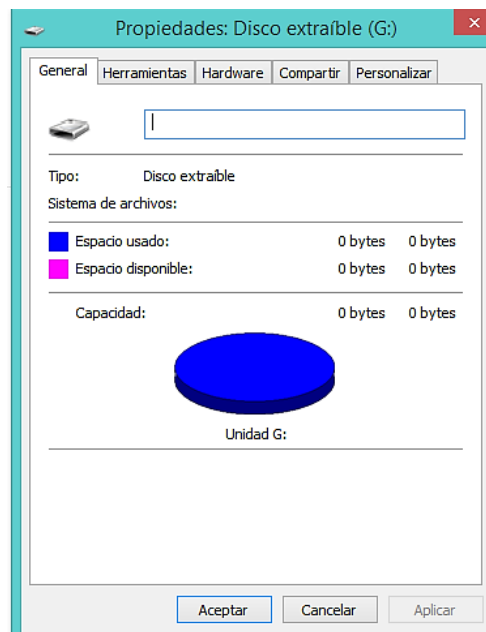 Propiedades: Disco extraíble (G:)
General Herramientas Hardware Compartir Personalizar
Tipo: Disco extraíble
Sistema de archivos:
Espacio usado: 0 bytes 0 bytes
Espacio disponible: 0 bytes 0 bytes
Capacidad: 0 bytes 0 bytes
Unidad G:
Aceptar Cancelar Aplicar